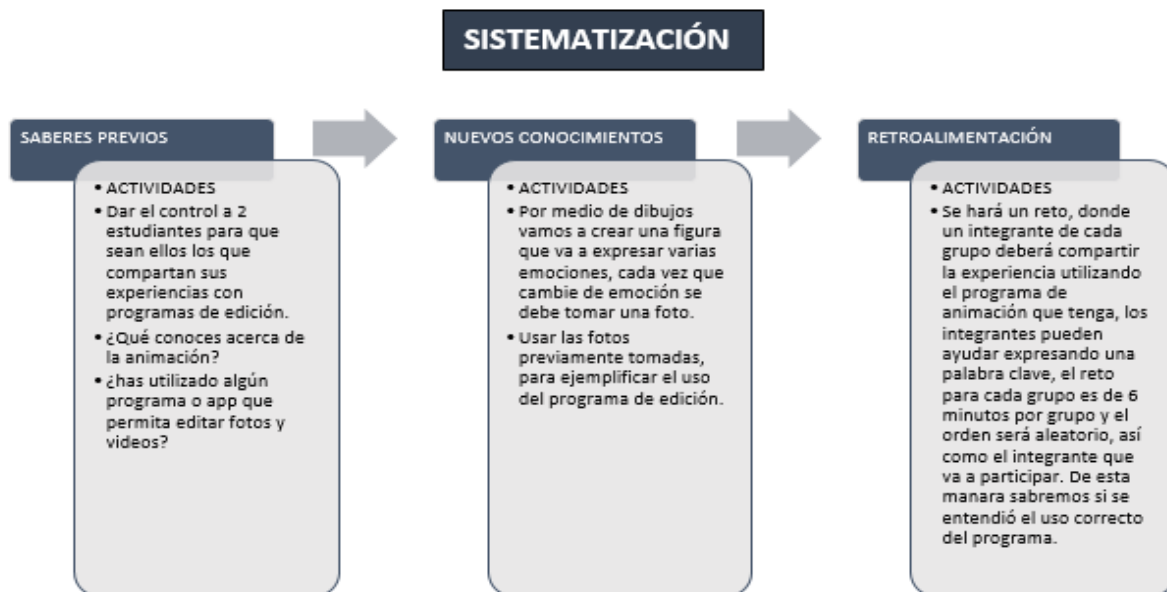 SISTEMATIZACIÓN
SABERES PREVIOS
• ACTIVIDADES
• Dar el control a 2
estudiantes para que
sean ellos los que
compartan sus
experiencias con
programas de edición.
• ¿Qué conoces acerca de
la animación?
• ¿has utilizado algún
programa o app que
permita editar fotos y
videos?
NUEVOS CONOCIMIENTOS
• ACTIVIDADES
• Por medio de dibujos
vamos a crear una figura
que va a expresar varias
emociones, cada vez que
cambie de emoción se
debe tomar una foto.
• Usar las fotos
previamente tomadas,
para ejemplificar el uso
del programa de edición.
RETROALIMENTACIÓN
• ACTIVIDADES
• Se hará un reto, donde
un integrante de cada
grupo deberá compartir
la experiencia utilizando
el programa de
animación que tenga, los
integrantes pueden
ayudar expresando una
palabra clave, el reto
para cada grupo es de 6
minutos por grupo y el
orden será aleatorio, así
como el integrante que
va a participar. De esta
manara sabremos si se
entendió el uso correcto
del programa.